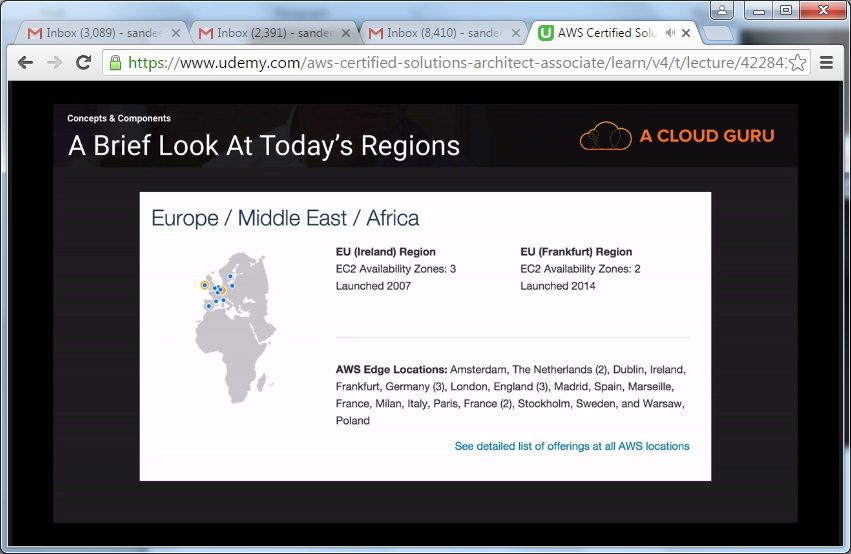 Inbox (3,089) - sandee
Inbox (2,391) - sandee
Inbox (8,410) - sandee
AWS Certified Solu
https://www.udemy.com/aws-certified-solutions-architect-associate/learn/v4/t/lecture/42284
Concepts & Components
A Brief Look At Today's Regions
A CLOUD GURU
Europe / Middle East / Africa
EU (Ireland) Region
EC2 Availability Zones: 3
Launched 2007
EU (Frankfurt) Region
EC2 Availability Zones: 2
Launched 2014
AWS Edge Locations: Amsterdam, The Netherlands (2), Dublin, Ireland,
Frankfurt, Germany (3), London, England (3), Madrid, Spain, Marseille,
France, Milan, Italy, Paris, France (2), Stockholm, Sweden, and Warsaw,
Poland
See detailed list of offerings at all AWS locations